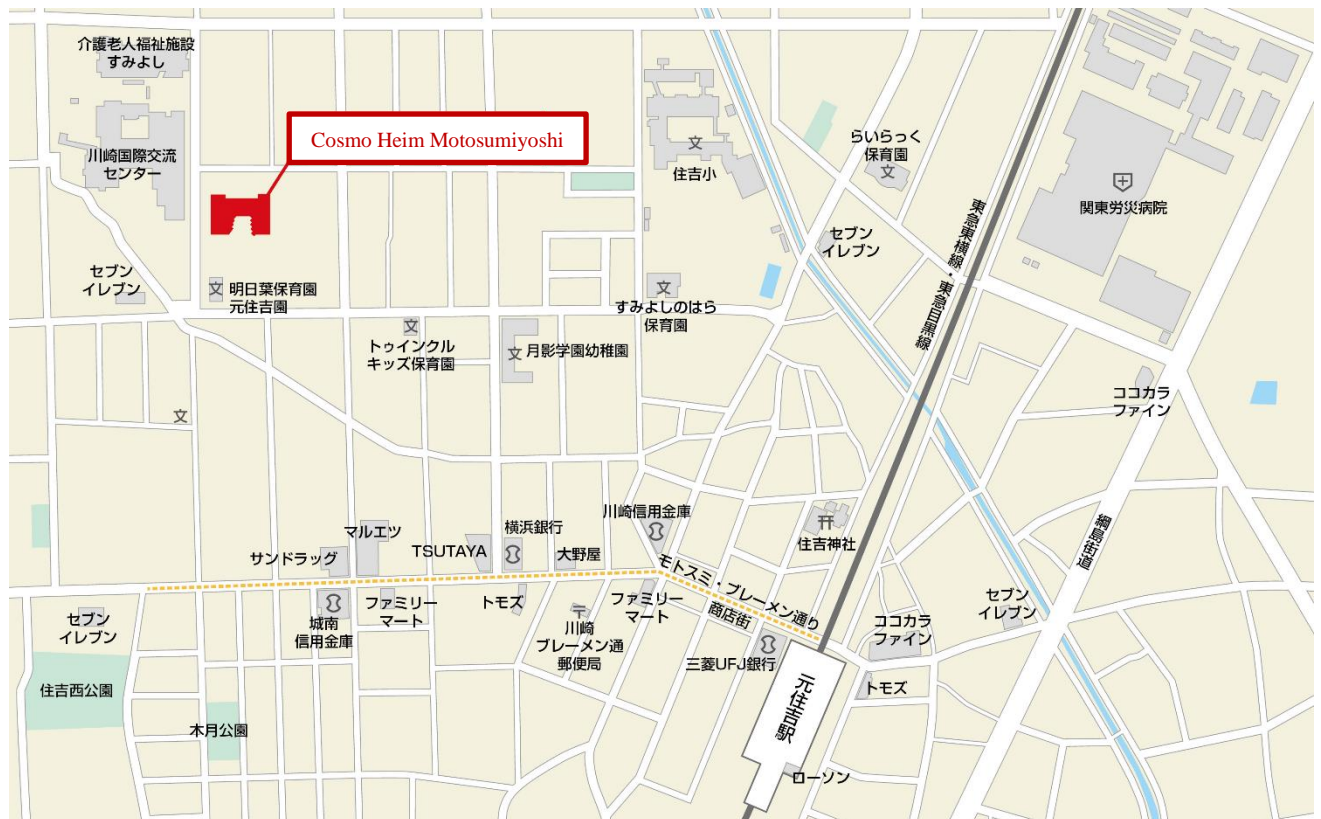 介護老人福祉施設
すみよし
川崎国際交流
センター
Cosmo Heim Motosumiyoshi
文
住吉小
らいらっく
保育園
文
関東労災病院
東急東横線・東急目黒線
セブン
イレブン
セブン
イレブン
文
明日葉保育園
元住吉園
文
すみよしのはら
保育園
文
トゥインクル
キッズ保育園
文
月影学園幼稚園
文
ココカラ
ファイン
綱島街道
川崎信用金庫
住吉神社
サンドラッグ
マルエツ
TSUTAYA
横浜銀行
大野屋
モトスミ・ブレーメン通り
商店街
セブン
イレブン
城南
信用金庫
ファミリー
マート
トモズ
〒
川崎
ブレーメン通
郵便局
ファミリー
マート
三菱UFJ銀行
ココカラ
ファイン
セブン
イレブン
トモズ
住吉西公園
木月公園
元住吉駅
ローソン